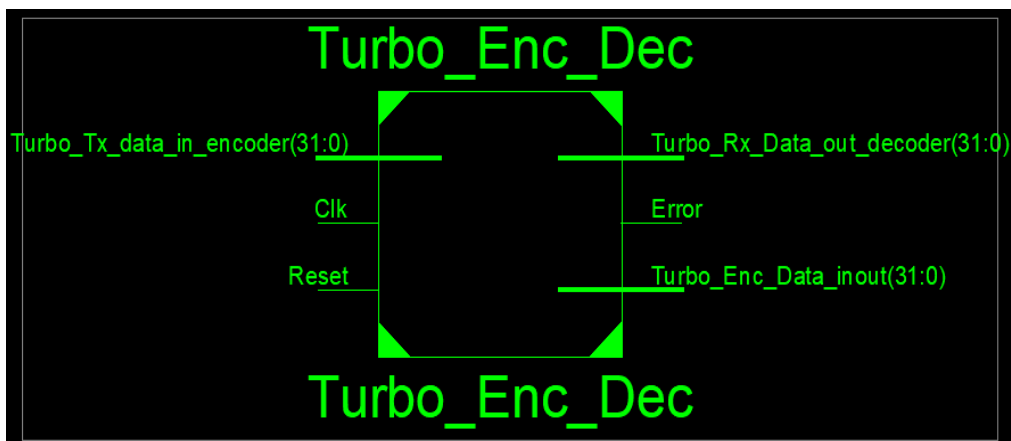 Turbo_Enc_Dec
Turbo_Tx_data_in_encoder(31:0)
Turbo_Rx_Data_out_decoder(31:0)
Clk
Error
Reset
Turbo_Enc_Data_inout(31:0)
Turbo_Enc_Dec